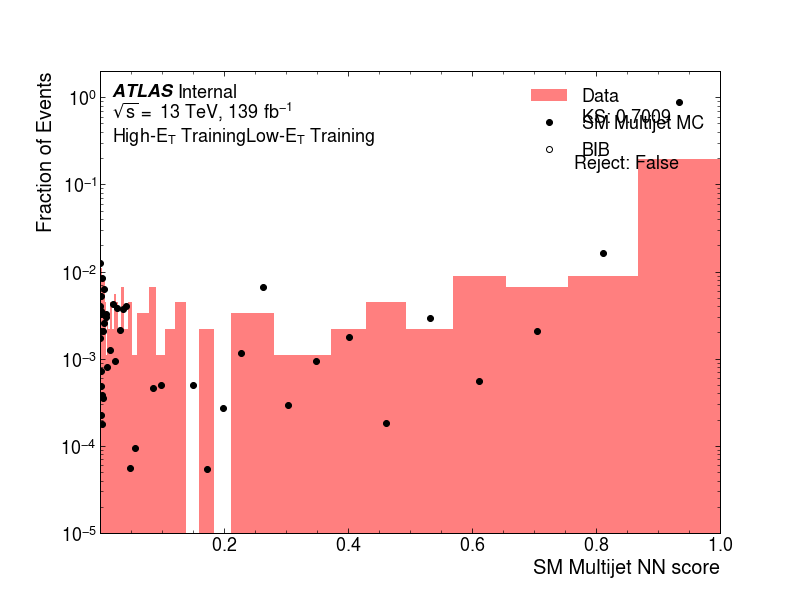 ATLAS Internal
√s = 13 TeV, 139 fb⁻¹
High-E_T TrainingLow-E_T Training
Data
KS: 0.7009
SM Multijet MC
BIB
Reject: False
Fraction of Events
10⁰
10⁻¹
10⁻²
10⁻³
10⁻⁴
10⁻⁵
0.2 0.4 0.6 0.8 1.0
SM Multijet NN score